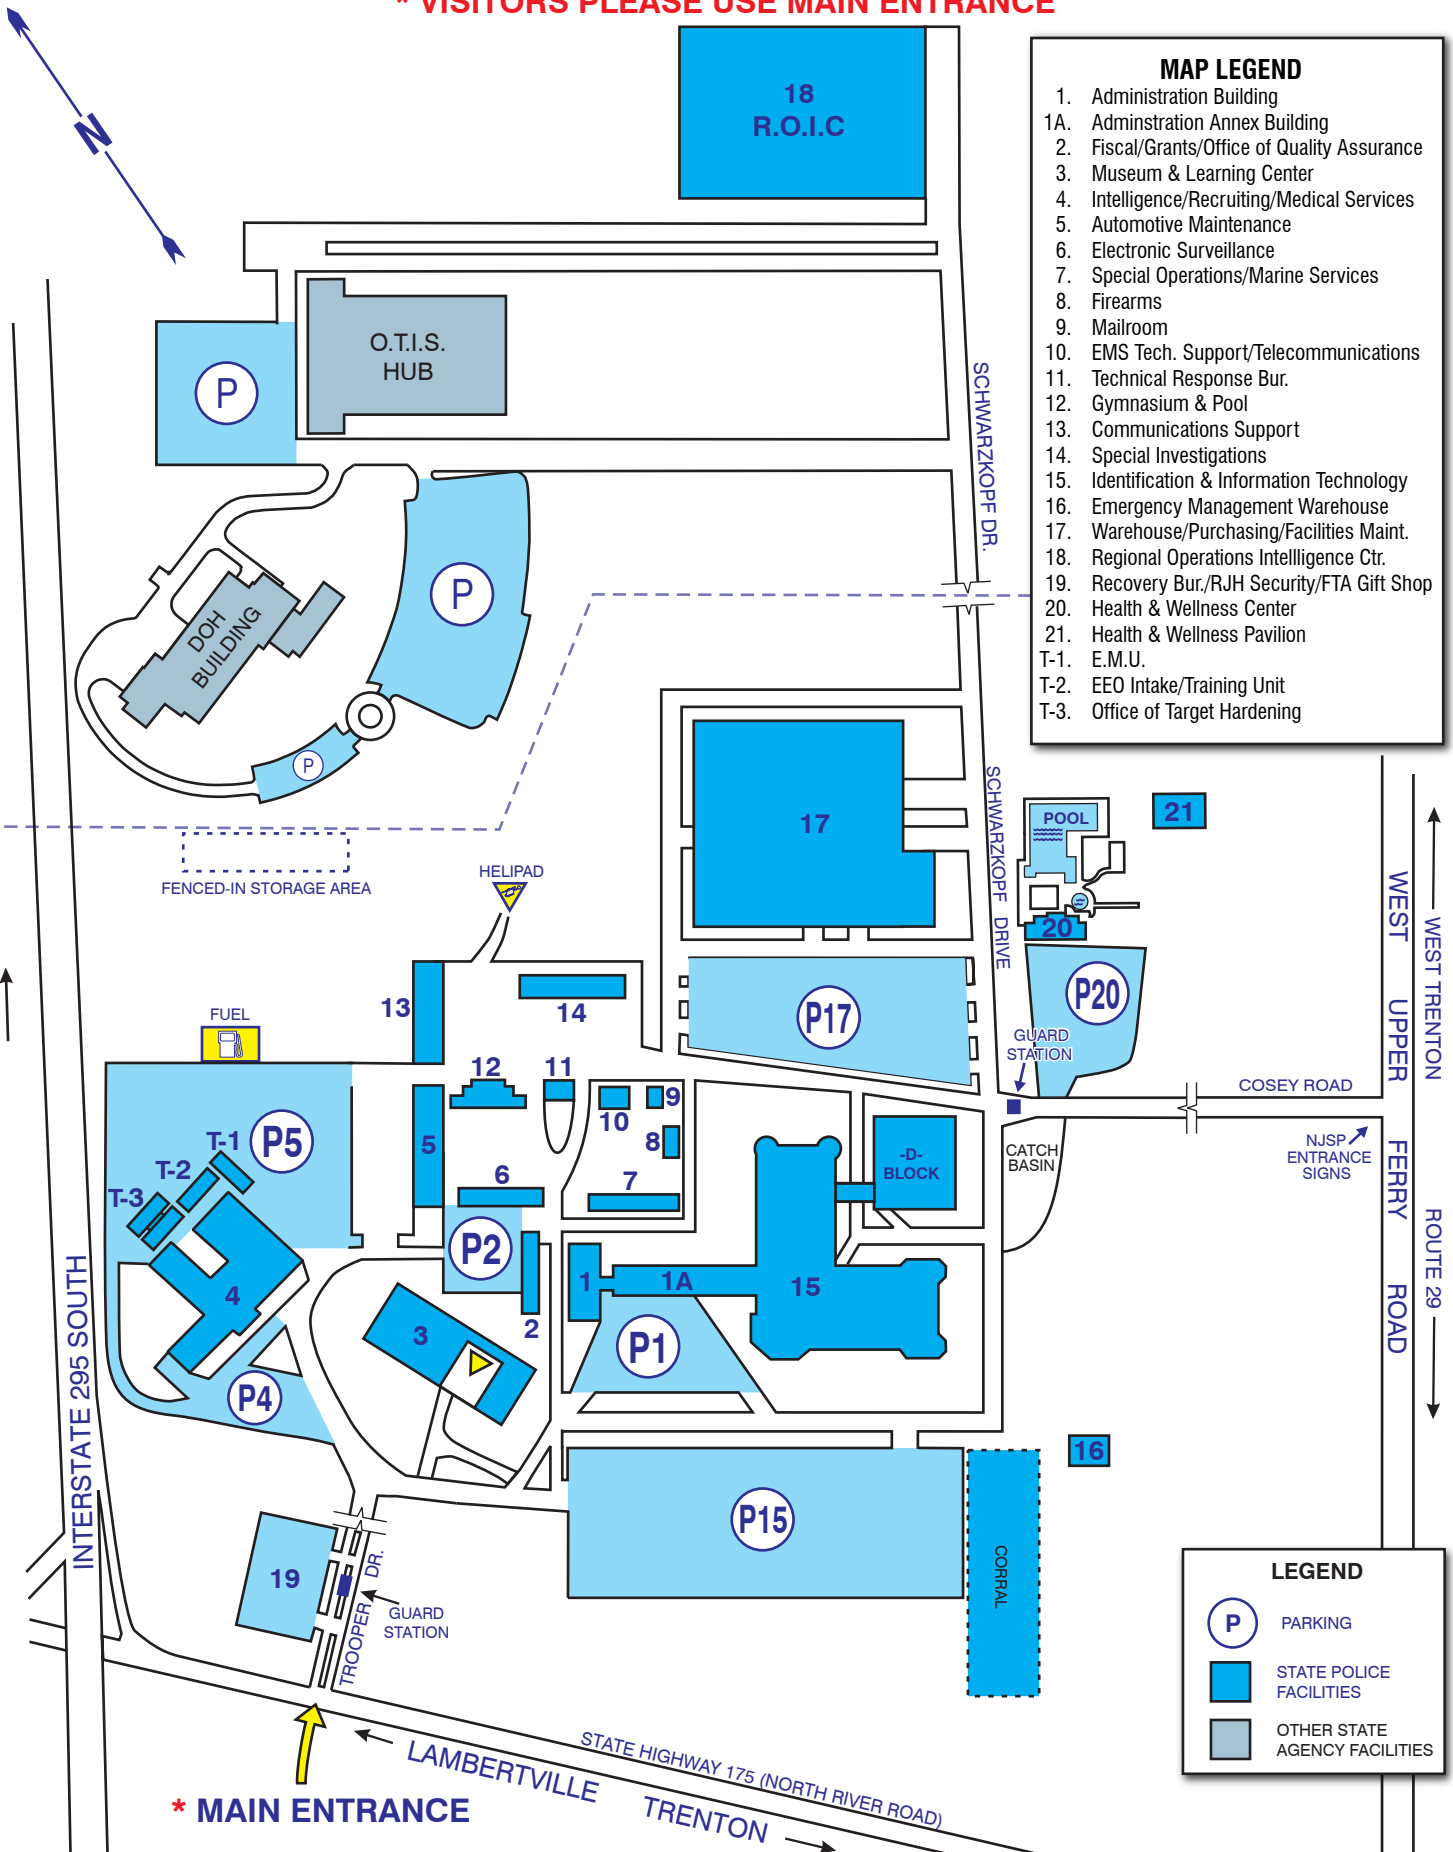 * VISITORS PLEASE USE MAIN ENTRANCE
N
18
R.O.I.C
MAP LEGEND
1. Administration Building
1A. Adminstration Annex Building
2. Fiscal/Grants/Office of Quality Assurance
3. Museum & Learning Center
4. Intelligence/Recruiting/Medical Services
5. Automotive Maintenance
6. Electronic Surveillance
7. Special Operations/Marine Services
8. Firearms
9. Mailroom
10. EMS Tech. Support/Telecommunications
11. Technical Response Bur.
12. Gymnasium & Pool
13. Communications Support
14. Special Investigations
15. Identification & Information Technology
16. Emergency Management Warehouse
17. Warehouse/Purchasing/Facilities Maint.
18. Regional Operations Intellligence Ctr.
19. Recovery Bur./RJH Security/FTA Gift Shop
20. Health & Wellness Center
21. Health & Wellness Pavilion
T-1. E.M.U.
T-2. EEO Intake/Training Unit
T-3. Office of Target Hardening
O.T.I.S.
HUB
P
SCHWARZKOPF DR.
P
DOH
BUILDING
P
FENCED-IN STORAGE AREA
HELIPAD
17
SCHWARZKOPF DRIVE
POOL
21
20
P20
P17
GUARD
STATION
COSEY ROAD
WEST UPPER FERRY ROAD
WEST TRENTON
ROUTE 29
NJSP
ENTRANCE
SIGNS
CATCH
BASIN
FUEL
13
14
12
11
10
9
8
7
6
5
P5
T-1
T-2
T-3
4
P4
P2
2
3
1
1A
P1
15
-D-
BLOCK
16
P15
CORRAL
INTERSTATE 295 SOUTH
19
TROOPER DR.
GUARD
STATION
* MAIN ENTRANCE
LAMBERTVILLE
TRENTON
STATE HIGHWAY 175 (NORTH RIVER ROAD)
LEGEND
P PARKING
STATE POLICE
FACILITIES
OTHER STATE
AGENCY FACILITIES